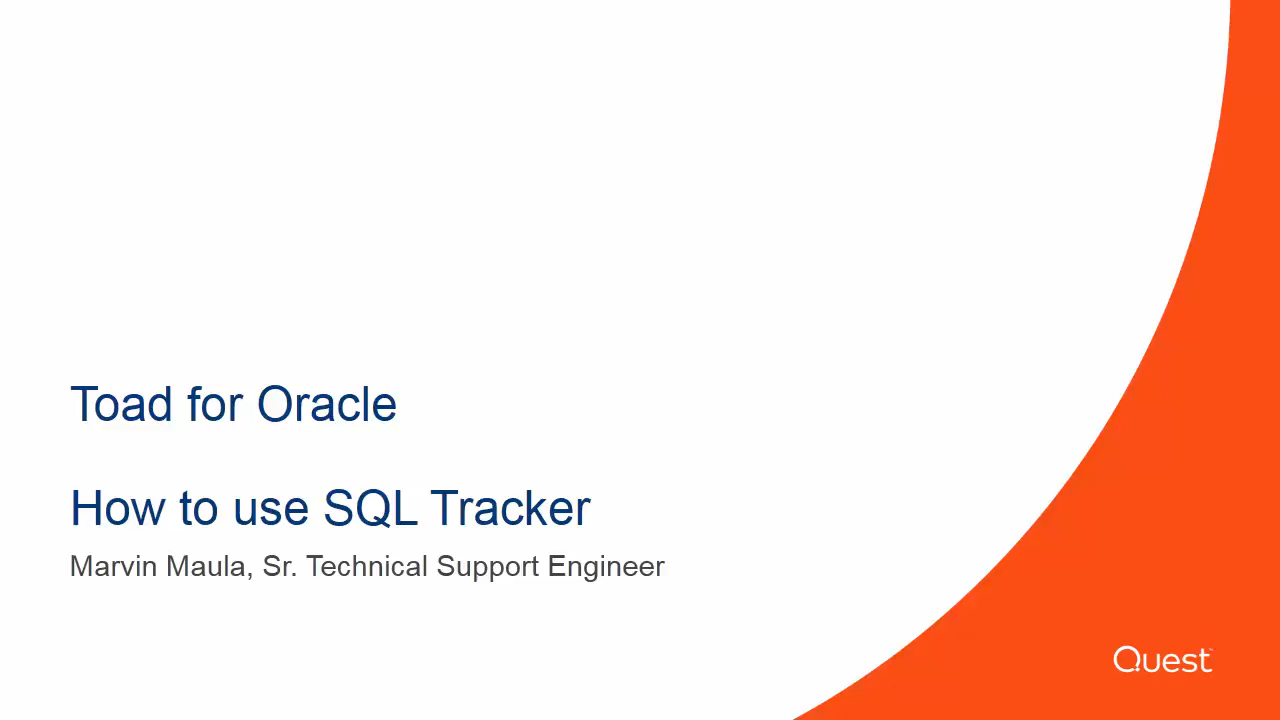 Toad for Oracle
How to use SQL Tracker
Marvin Maula, Sr. Technical Support Engineer
Quest